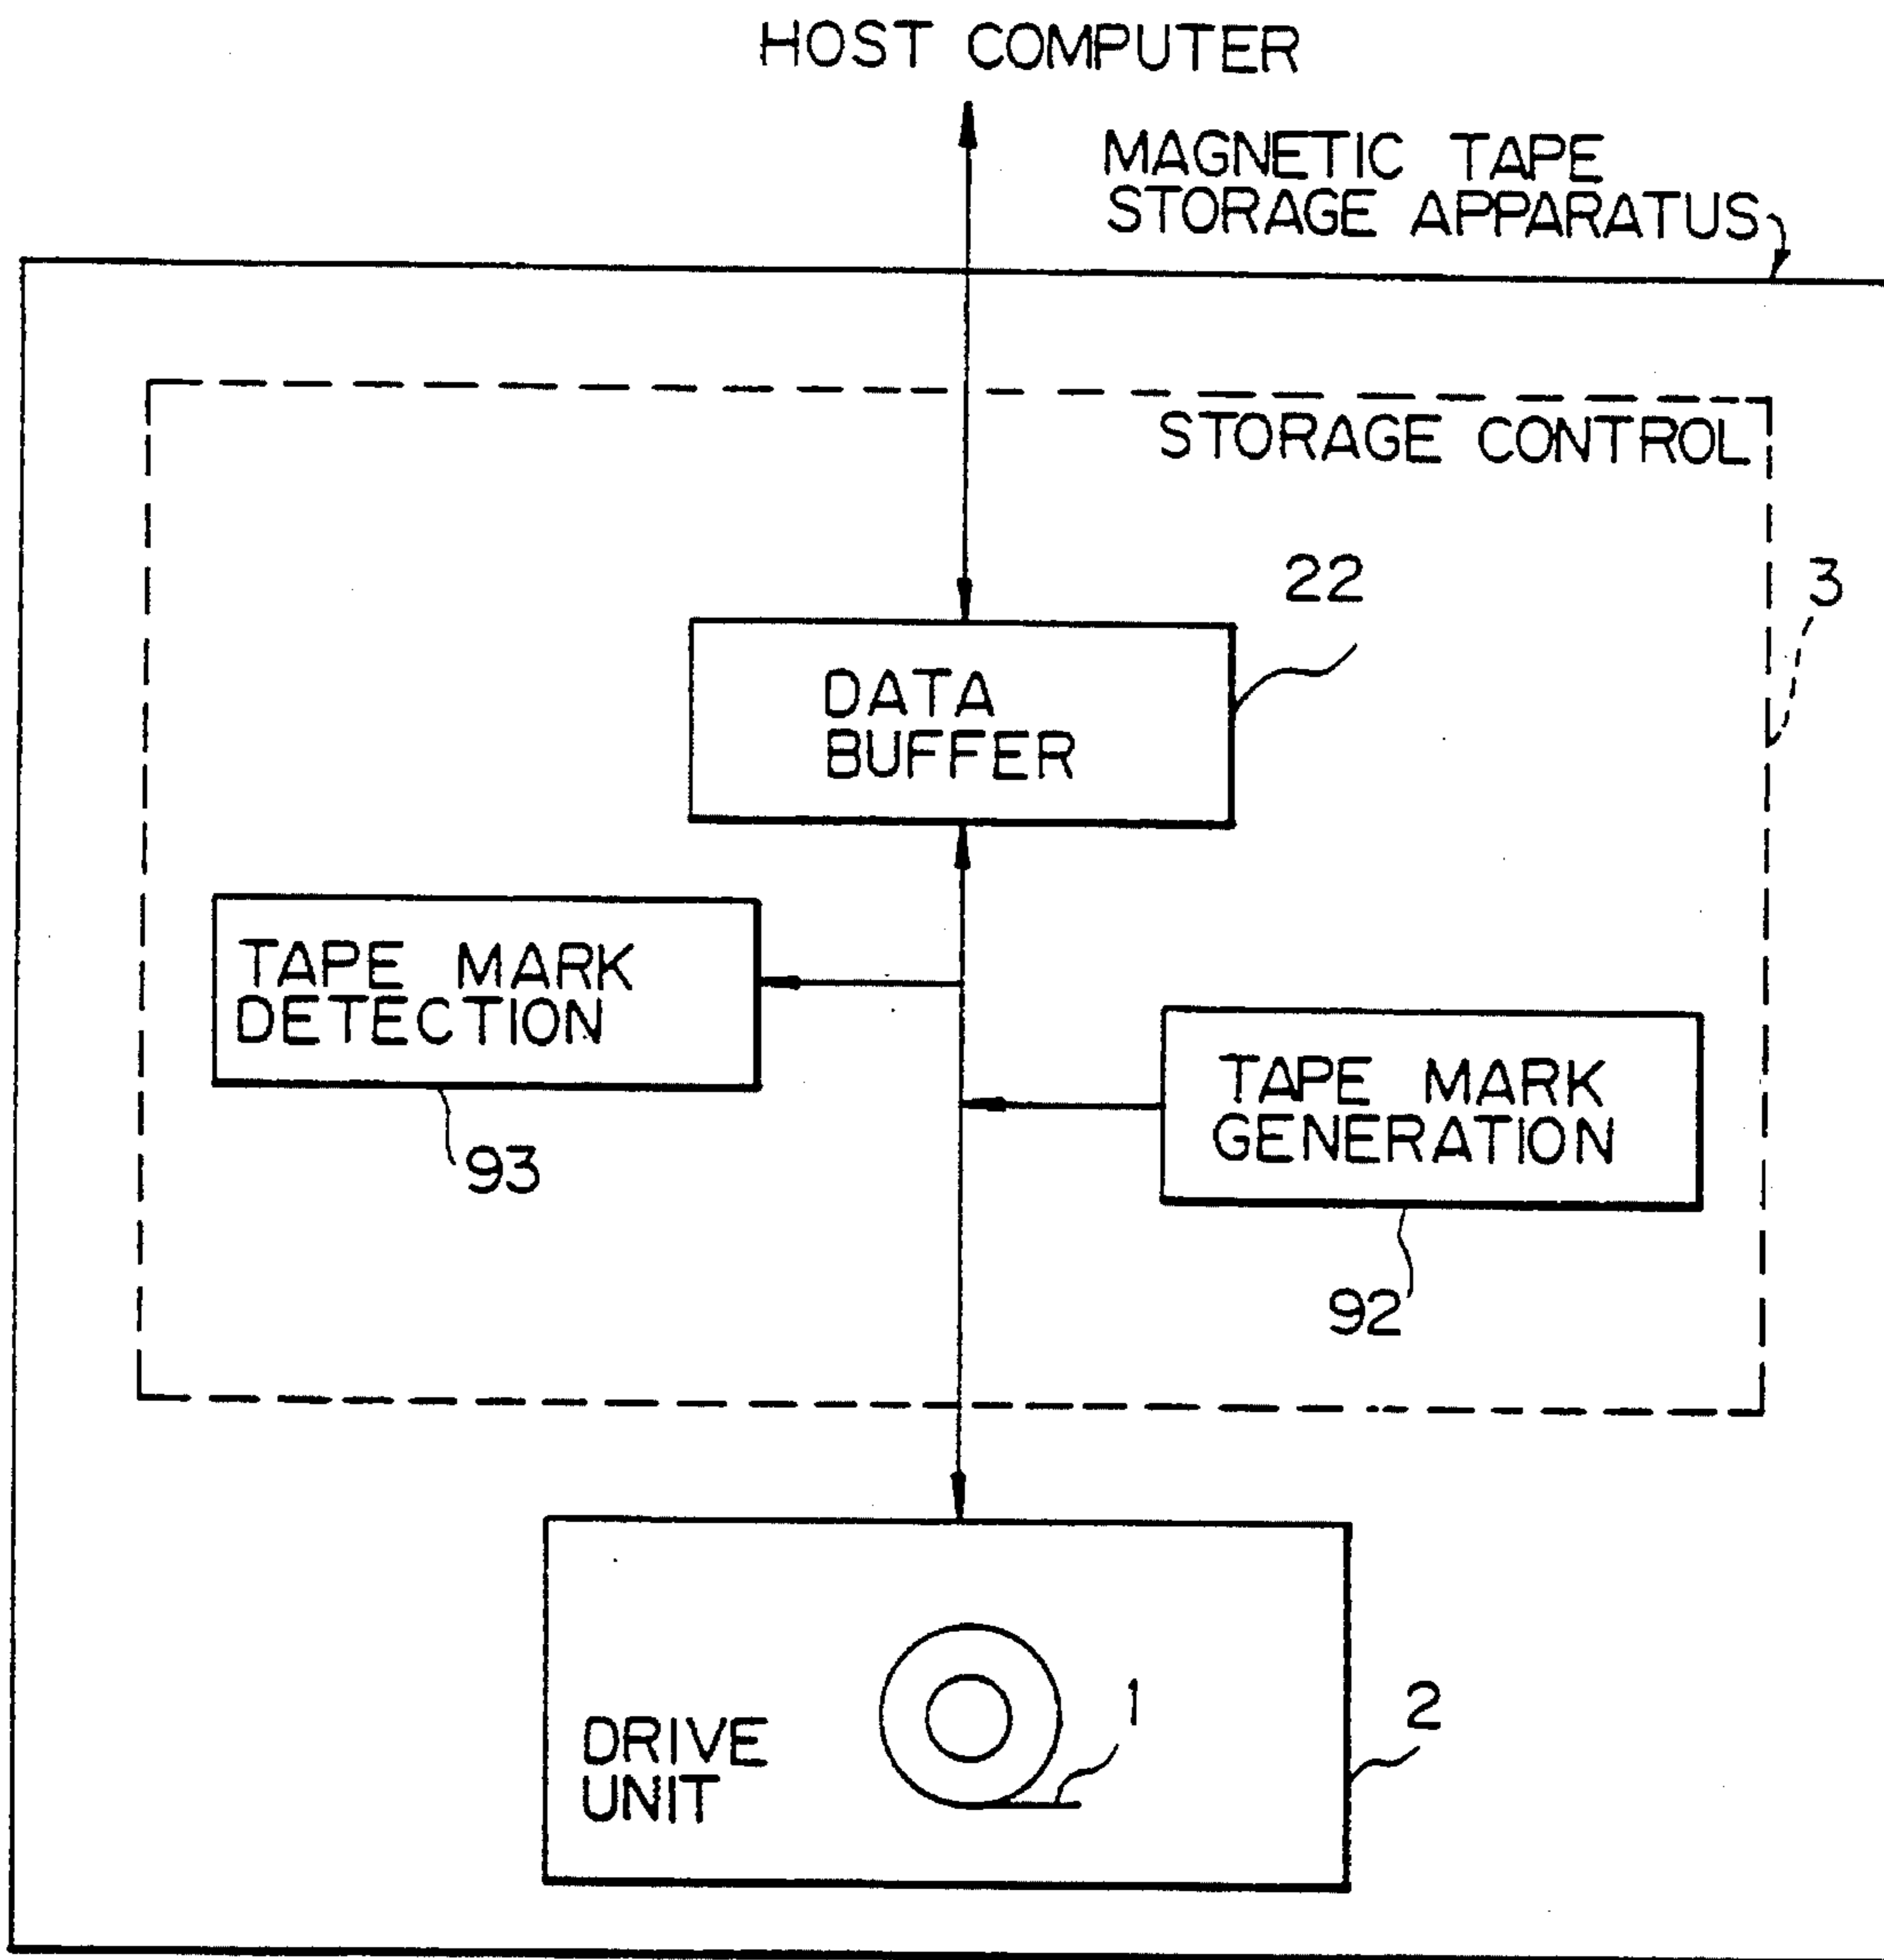 HOST COMPUTER
MAGNETIC TAPE
STORAGE APPARATUS
STORAGE CONTROL
22
3
DATA
BUFFER
TAPE MARK
DETECTION
TAPE MARK
GENERATION
93
92
1
2
DRIVE
UNIT